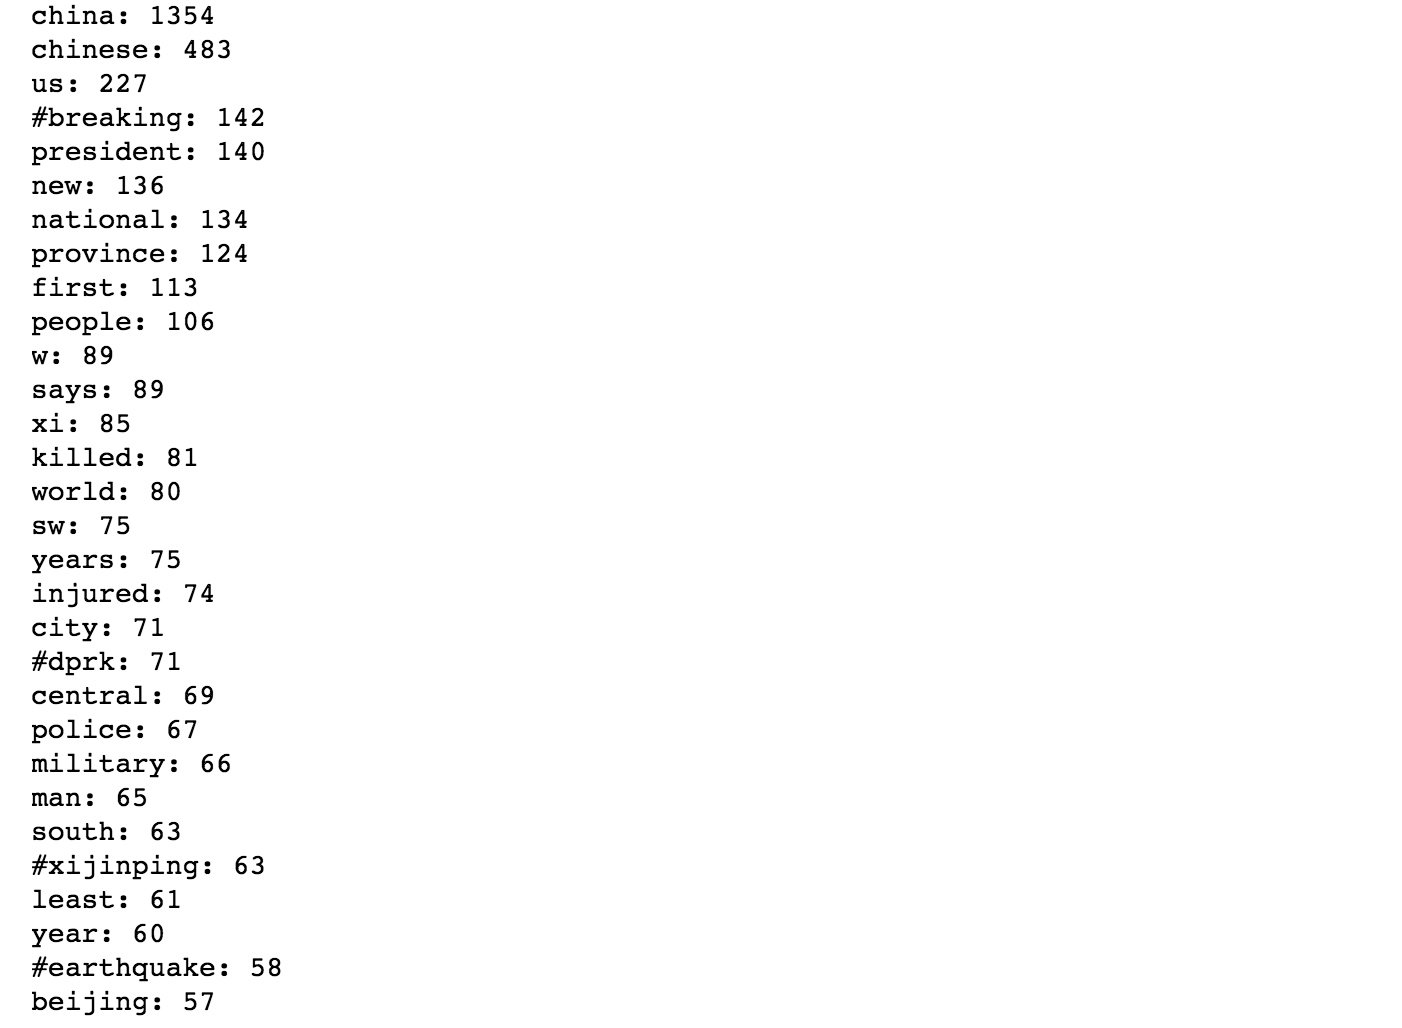 china: 1354
chinese: 483
us: 227
#breaking: 142
president: 140
new: 136
national: 134
province: 124
first: 113
people: 106
w: 89
says: 89
xi: 85
killed: 81
world: 80
sw: 75
years: 75
injured: 74
city: 71
#dprk: 71
central: 69
police: 67
military: 66
man: 65
south: 63
#xijinping: 63
least: 61
year: 60
#earthquake: 58
beijing: 57